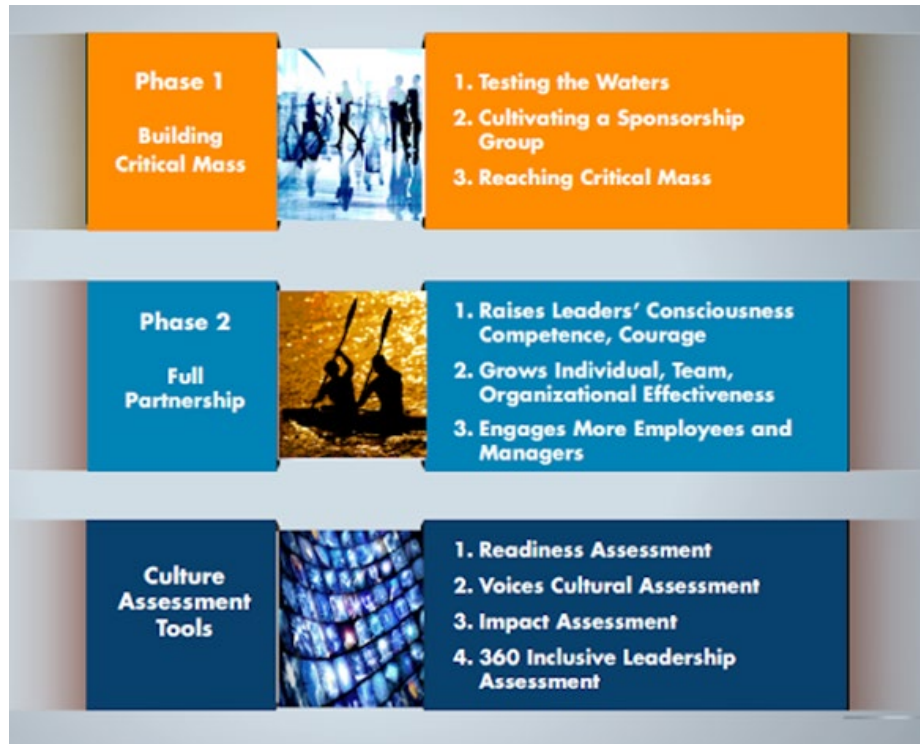 Phase 1
Building
Critical Mass
1. Testing the Waters
2. Cultivating a Sponsorship
Group
3. Reaching Critical Mass
Phase 2
Full
Partnership
1. Raises Leaders’ Consciousness
Competence, Courage
2. Grows Individual, Team,
Organizational Effectiveness
3. Engages More Employees and
Managers
Culture
Assessment
Tools
1. Readiness Assessment
2. Voices Cultural Assessment
3. Impact Assessment
4. 360 Inclusive Leadership
Assessment